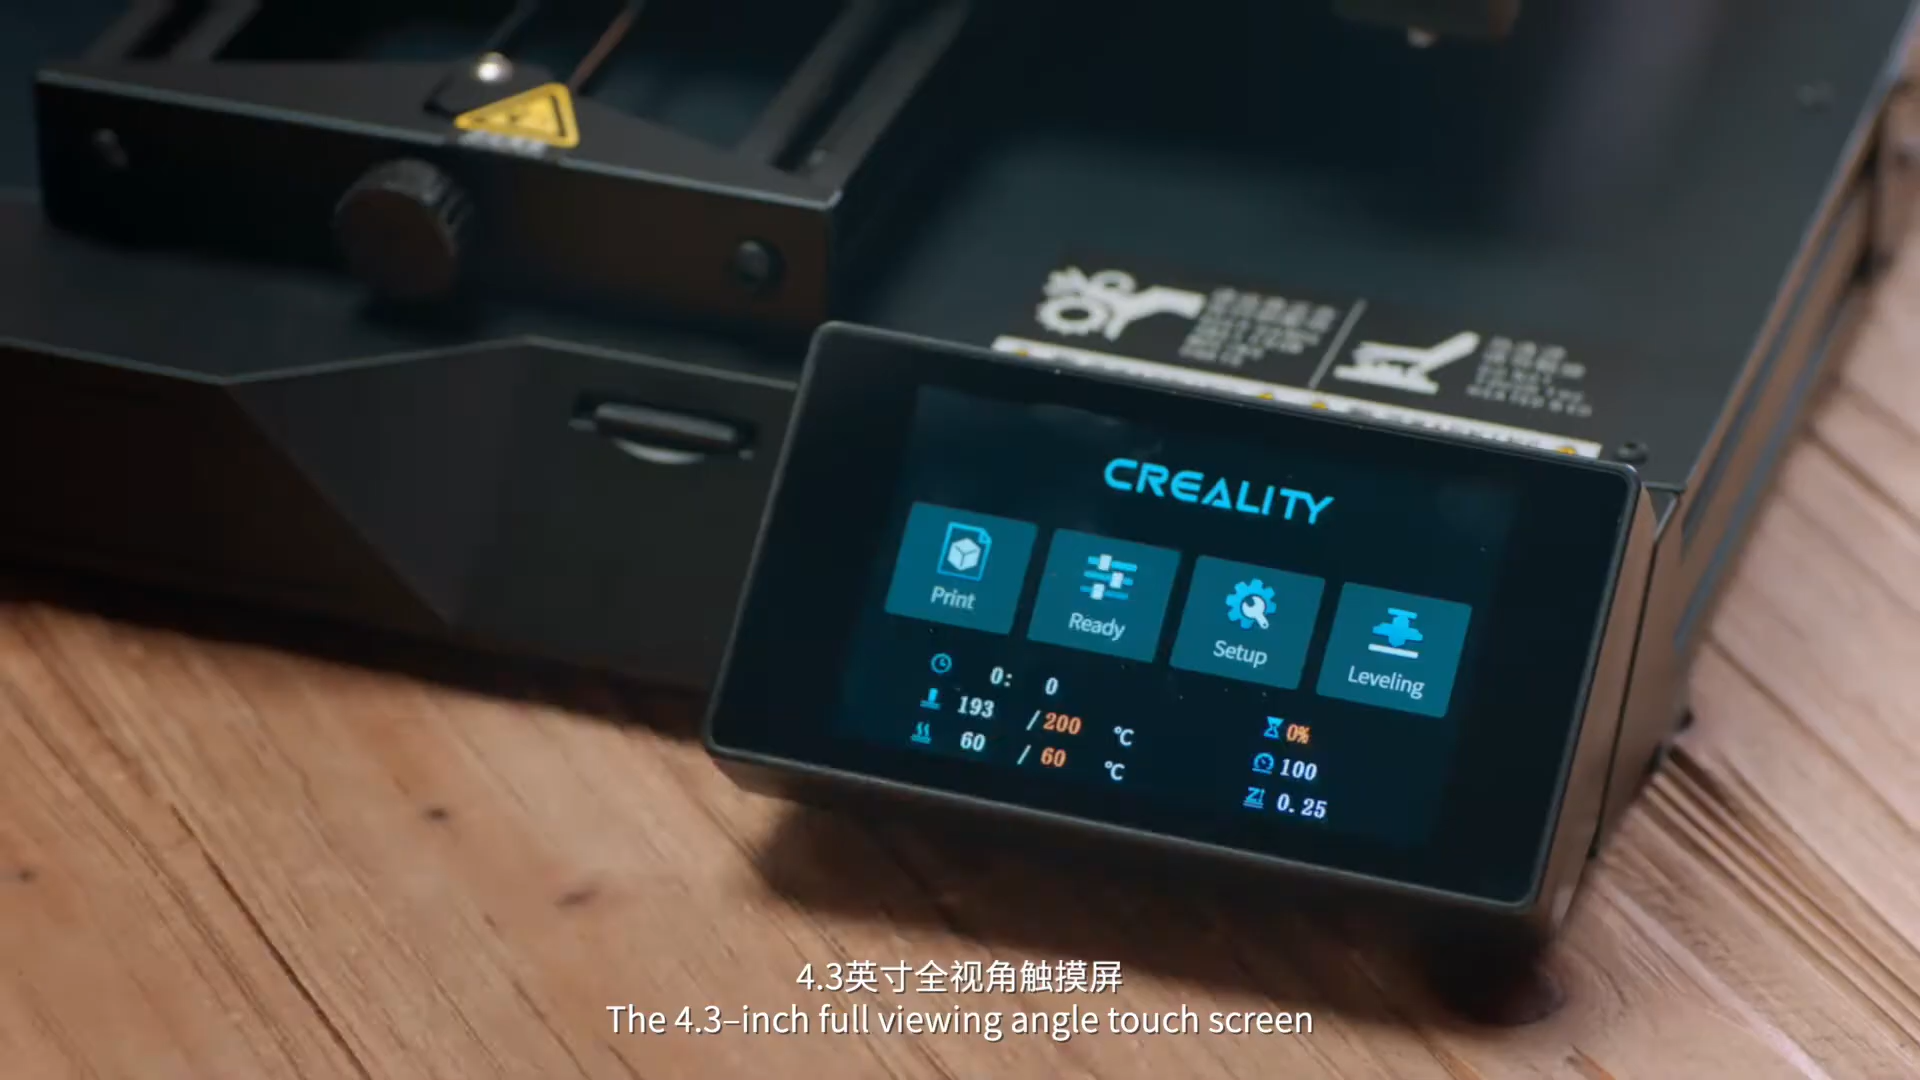 CREALITY
Print
Ready
Setup
Leveling
0: 0
193 /200 ℃
60 / 60 ℃
0%
100
Z↑ 0.25
4.3英寸全视角触摸屏
The 4.3-inch full viewing angle touch screen